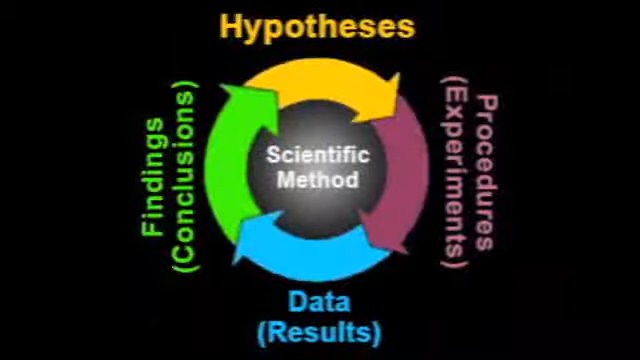 Hypotheses
Procedures
(Experiments)
Scientific
Method
Findings
(Conclusions)
Data
(Results)